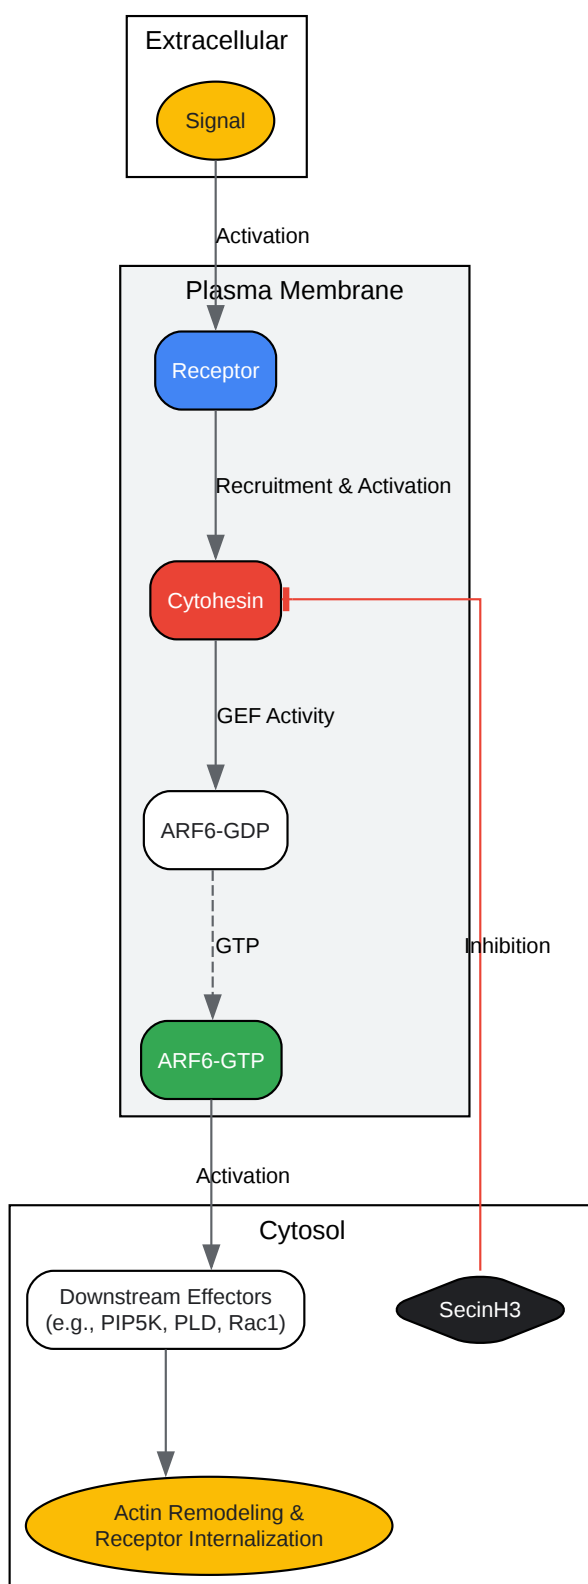 Extracellular
Signal
Activation
Plasma Membrane
Receptor
Recruitment & Activation
Cytohesin
GEF Activity
ARF6-GDP
GTP
Inhibition
ARF6-GTP
Activation
Cytosol
Downstream Effectors
(e.g., PIP5K, PLD, Rac1)
SecinH3
Actin Remodeling &
Receptor Internalization